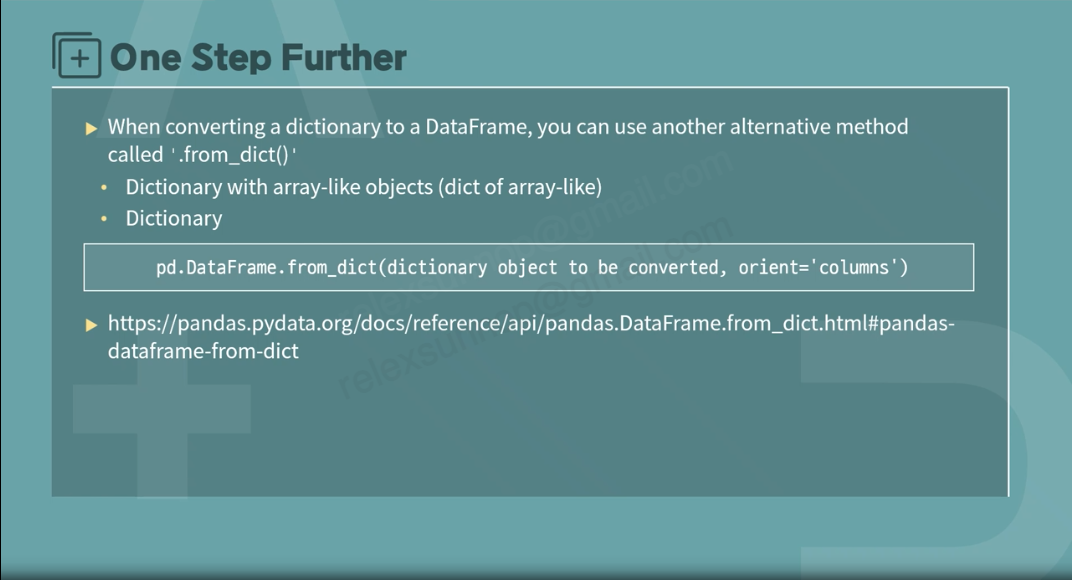 One Step Further
When converting a dictionary to a DataFrame, you can use another alternative method
called '.from_dict()'
Dictionary with array-like objects (dict of array-like)
Dictionary
pd.DataFrame.from_dict(dictionary object to be converted, orient='columns')
https://pandas.pydata.org/docs/reference/api/pandas.DataFrame.from_dict.html#pandas-
dataframe-from-dict